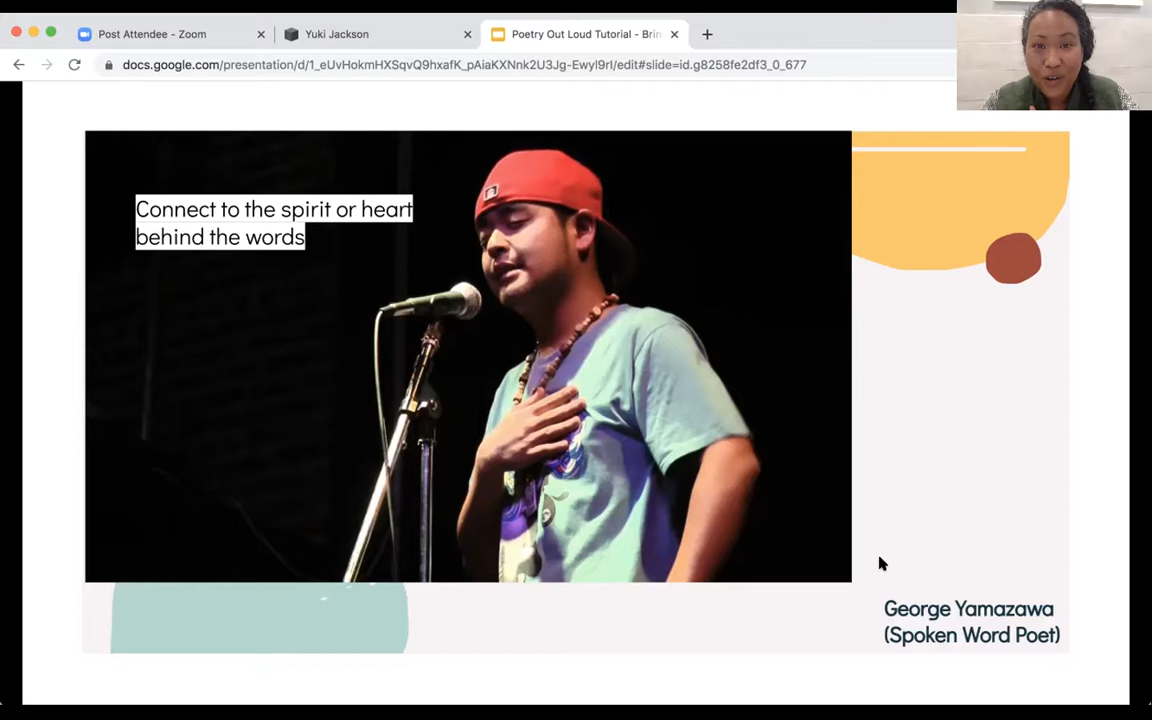 Post Attendee - Zoom
Yuki Jackson
Poetry Out Loud Tutorial - Brin
docs.google.com/presentation/d/1_eUvHokmHXSqvQ9hxafK_pAiaKXNnk2U3Jg-Ewyl9rI/edit#slide=id.g8258fe2df3_0_677
Connect to the spirit or heart
behind the words
George Yamazawa
(Spoken Word Poet)